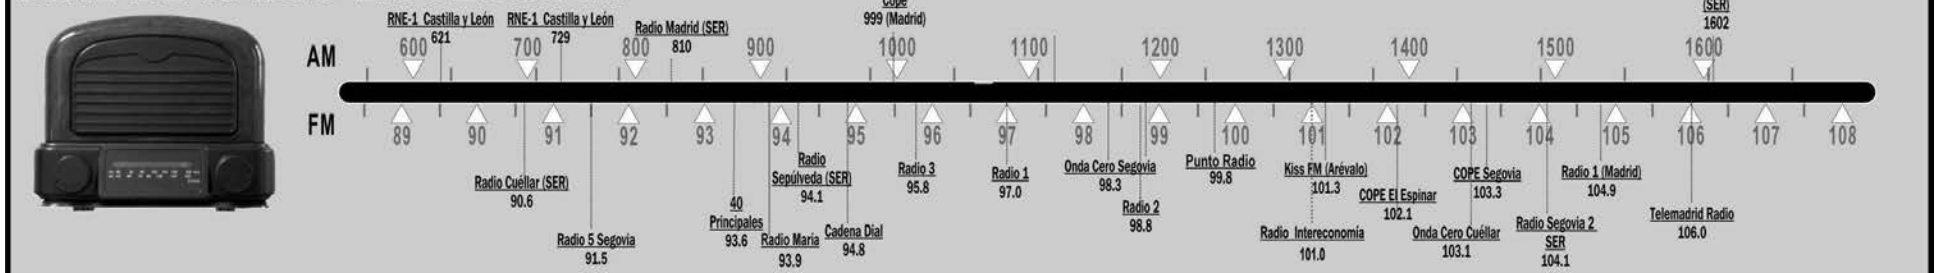 Cope
999 (Madrid)
(SER)
1602
RNE-1 Castilla y León
621
RNE-1 Castilla y León
729
Radio Madrid (SER)
810
AM
600
700
800
900
1000
1100
1200
1300
1400
1500
1600
FM
89
90
91
92
93
94
95
96
97
98
99
100
101
102
103
104
105
106
107
108
Radio Cuéllar (SER)
90.6
Radio 5 Segovia
91.5
40
Principales
93.6
Radio María
93.9
Radio
Sepúlveda (SER)
94.1
Cadena Dial
94.8
Radio 3
95.8
Radio 1
97.0
Onda Cero Segovia
98.3
Radio 2
98.8
Punto Radio
99.8
Radio Intereconomía
101.0
Kiss FM (Arévalo)
101.3
COPE El Espinar
102.1
Onda Cero Cuéllar
103.1
COPE Segovia
103.3
Radio Segovia 2
SER
104.1
Radio 1 (Madrid)
104.9
Telemadrid Radio
106.0